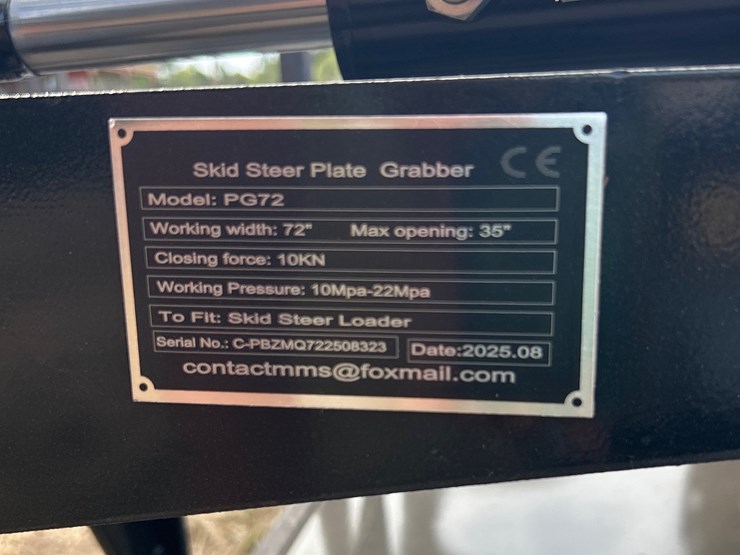 Skid Steer Plate Grabber CE
Model: PG72
Working width: 72" Max opening: 35"
Closing force: 10KN
Working Pressure: 10Mpa-22Mpa
To Fit: Skid Steer Loader
Serial No.: C-PBZMQ722508323 Date:2025.08
contactmms@foxmail.com